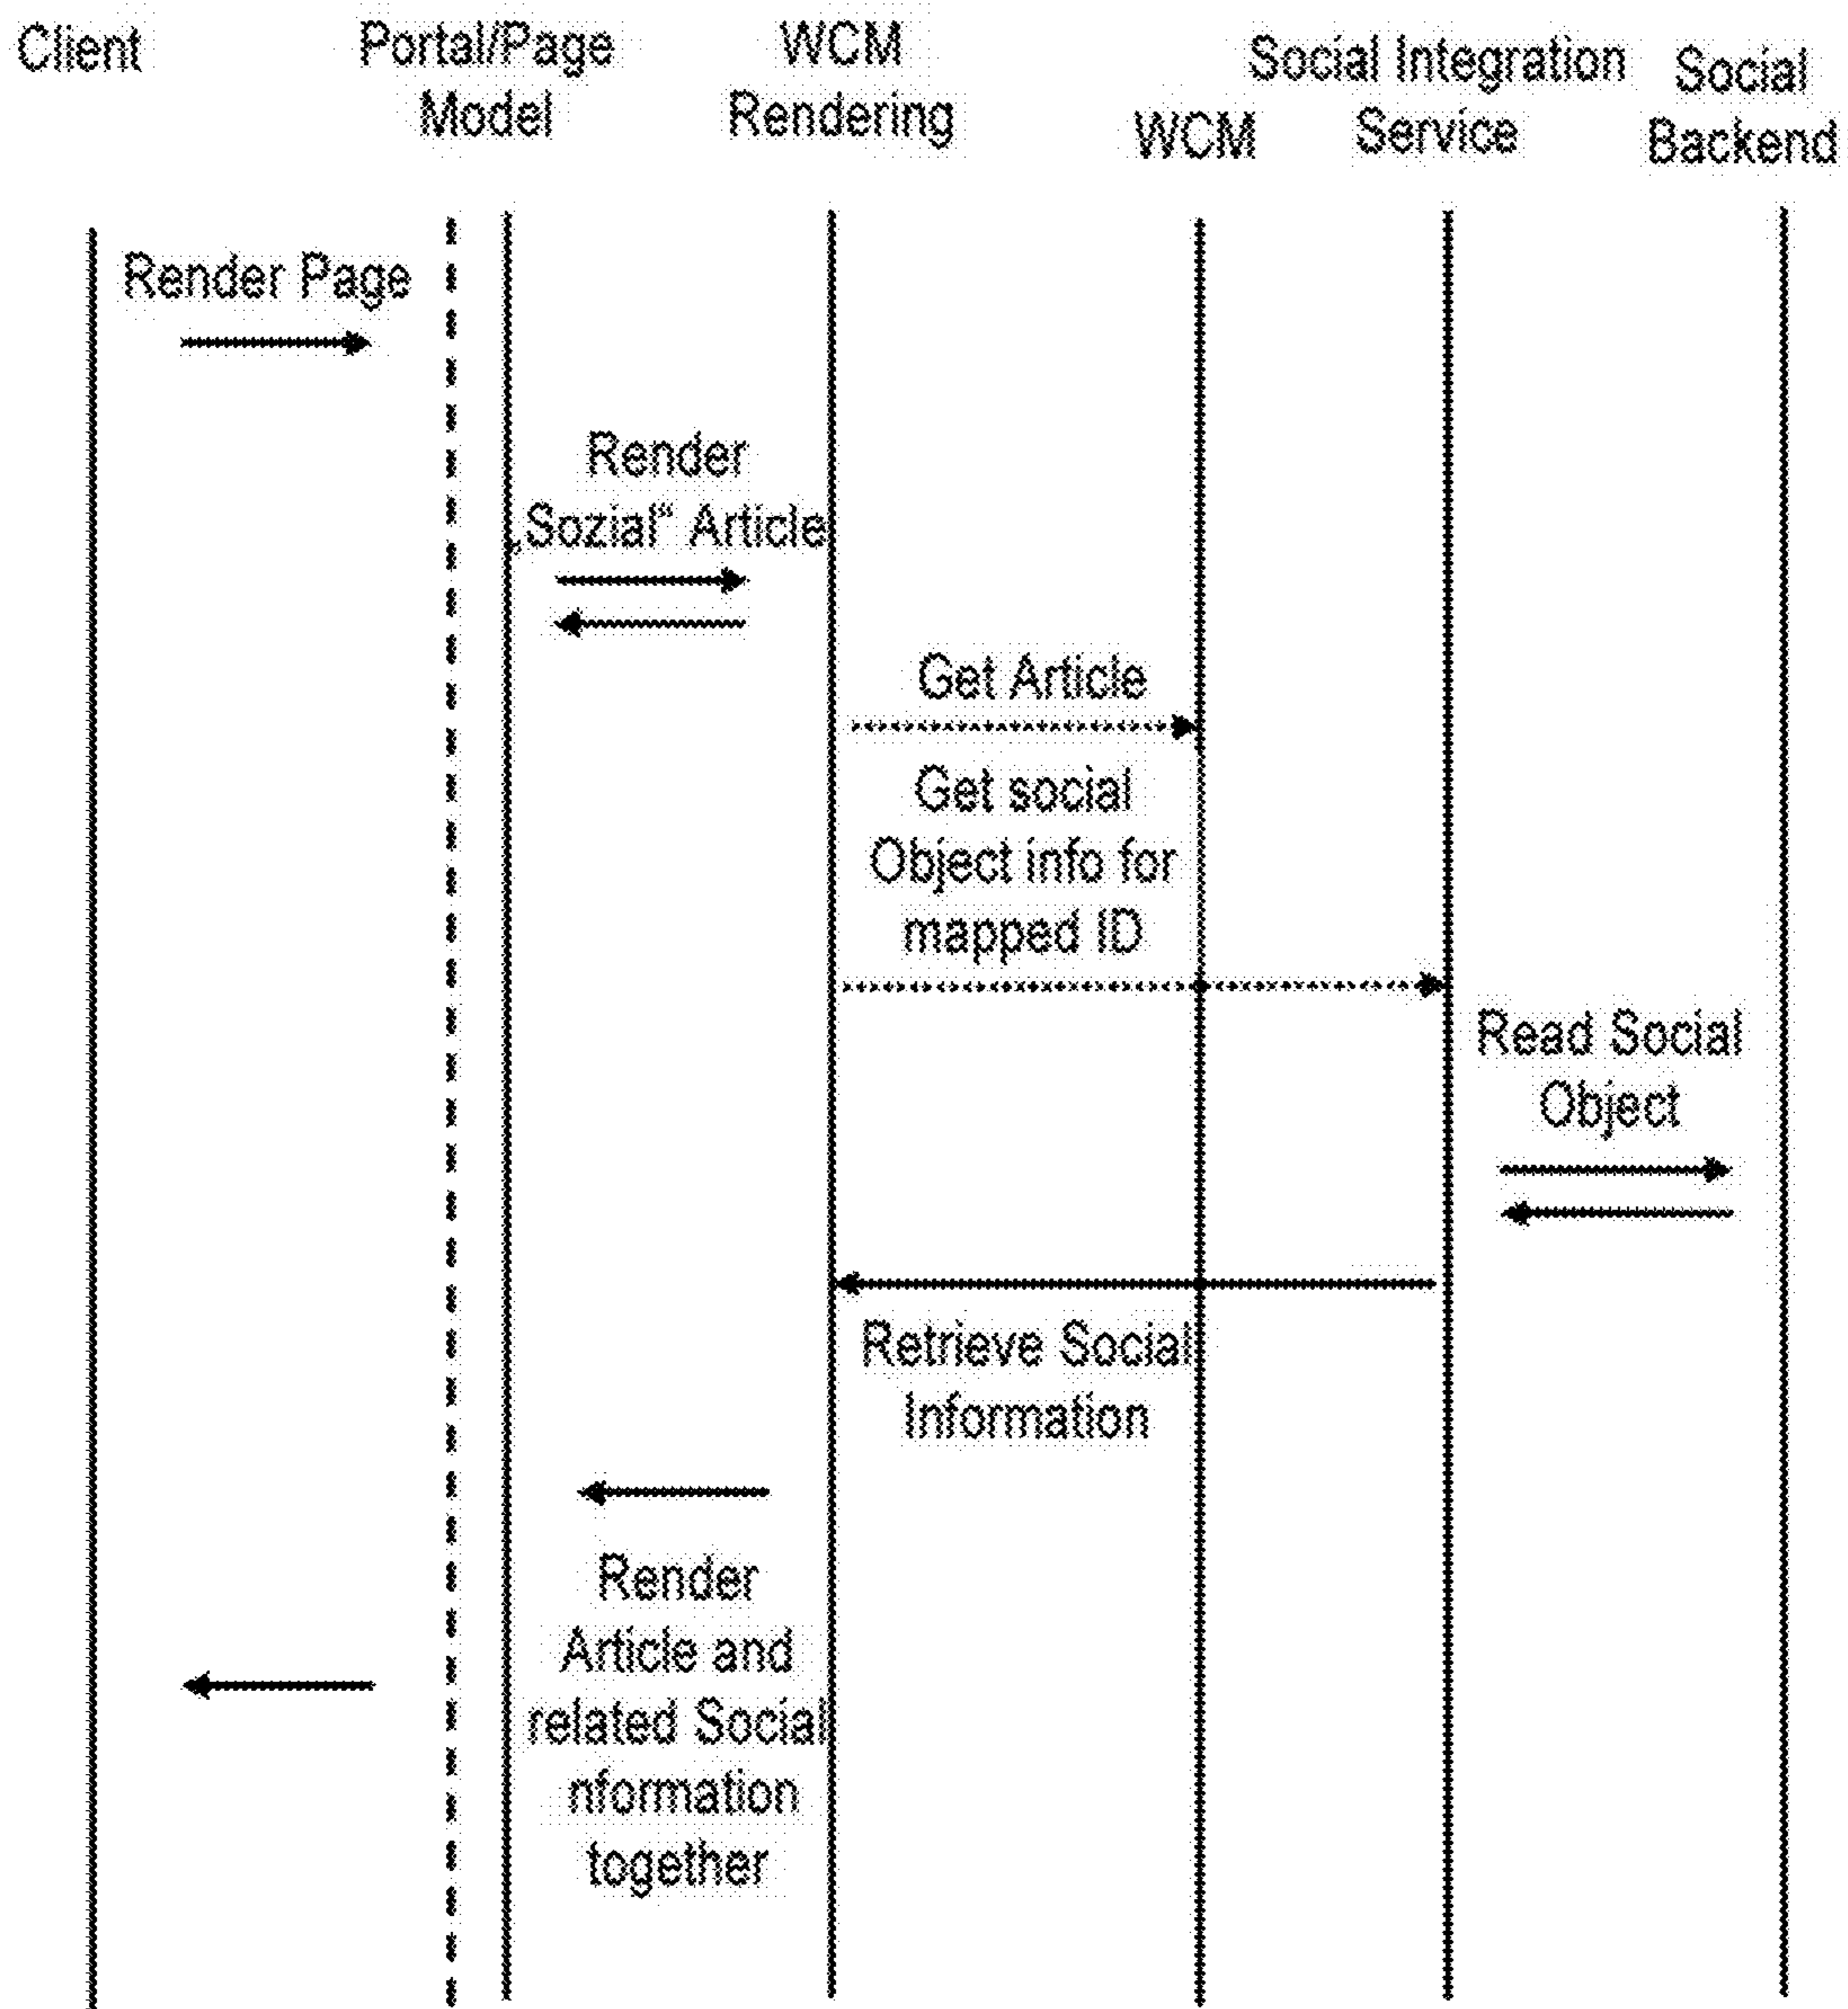 Client
Portal/Page
Model
WCM
Rendering
WCM
Social Integration
Service
Social
Backend
Render Page
Render
„Sozial“ Article
Get Article
Get social
Object info for
mapped ID
Read Social
Object
Retrieve Social
Information
Render
Article and
related Social
nformation
together